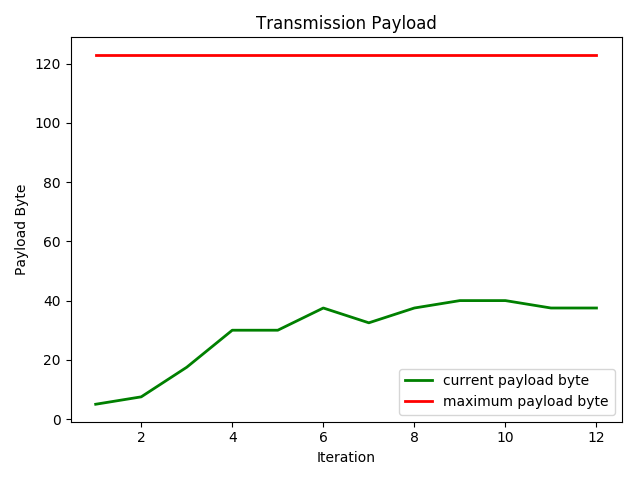 Transmission Payload
120
100
80
60
40
20
0
Payload Byte
2 4 6 8 10 12
Iteration
current payload byte
maximum payload byte